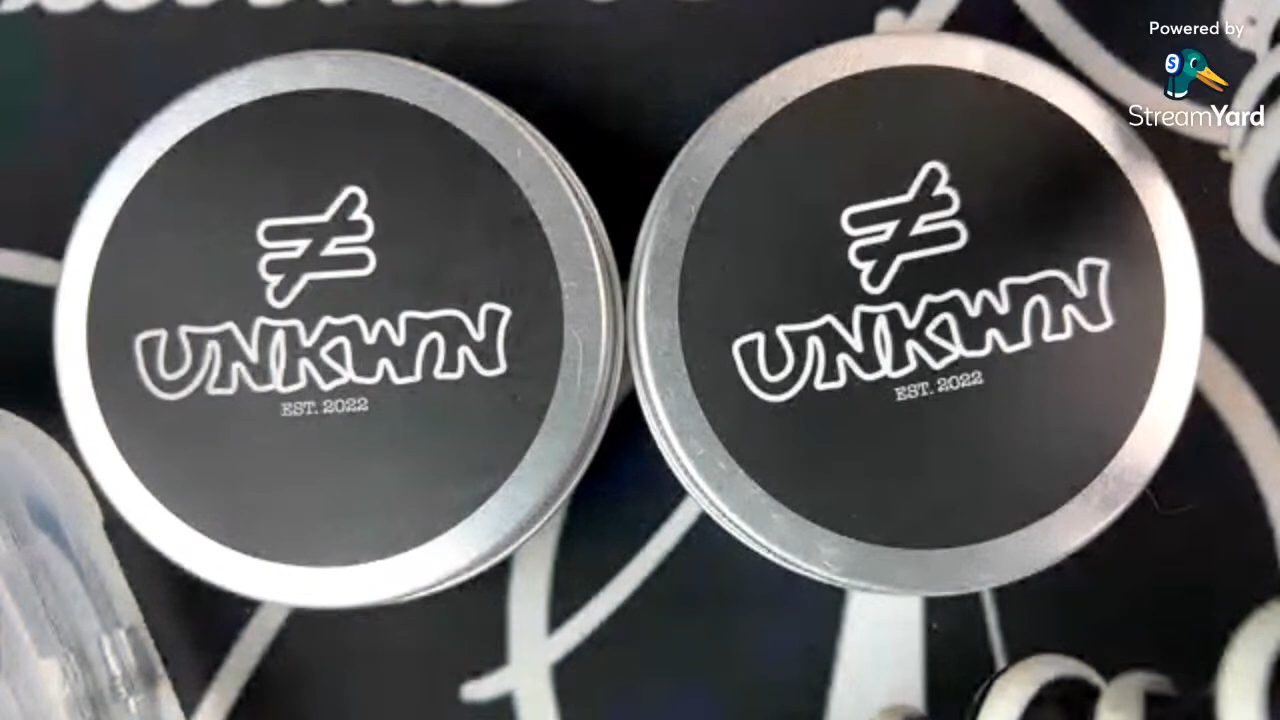 Powered by
StreamYard
≠
UNKWN
EST. 2022
≠
UNKWN
EST. 2022